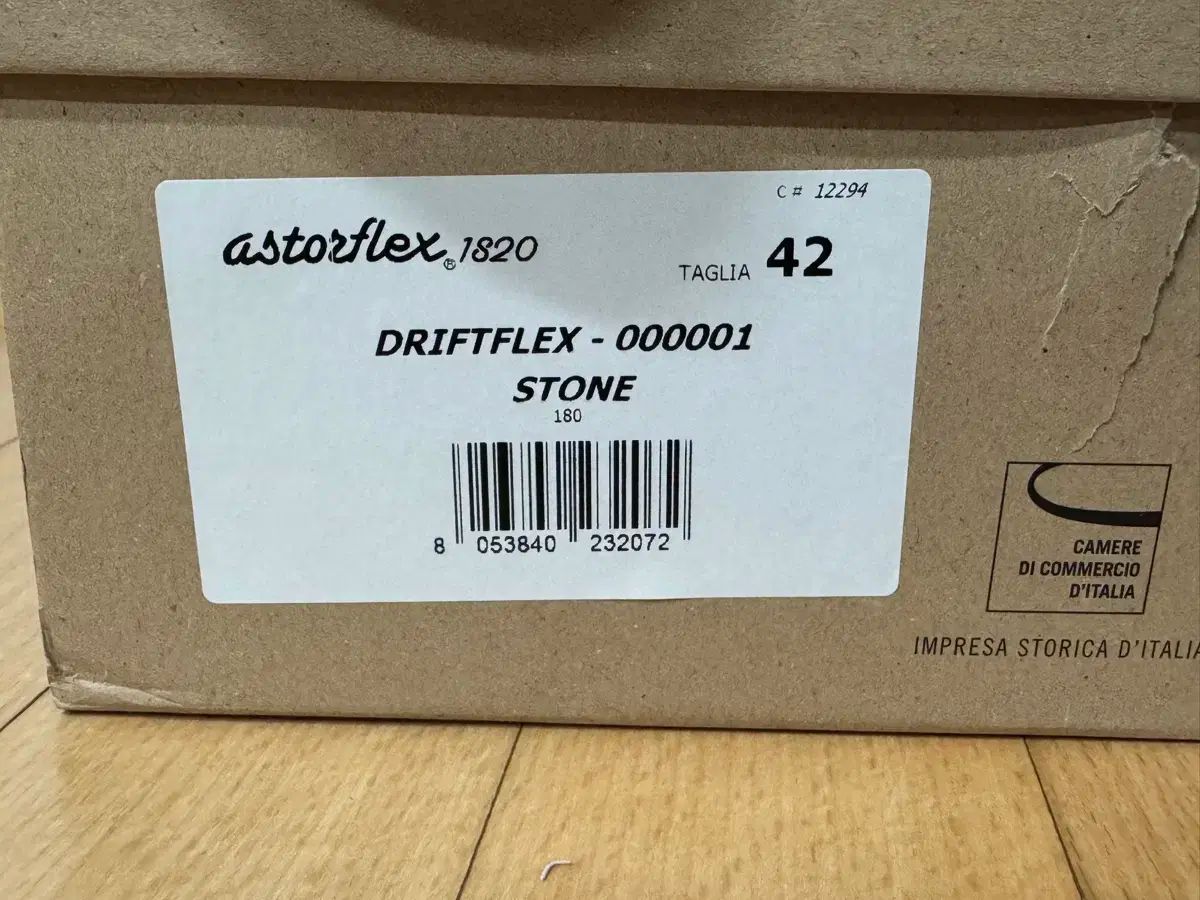 C# 12294
astorflex® 1820
TAGLIA 42
DRIFTFLEX - 000001
STONE
180
8 053840 232072
CAMERE
DI COMMERCIO
D'ITALIA
IMPRESA STORICA D'ITALIA